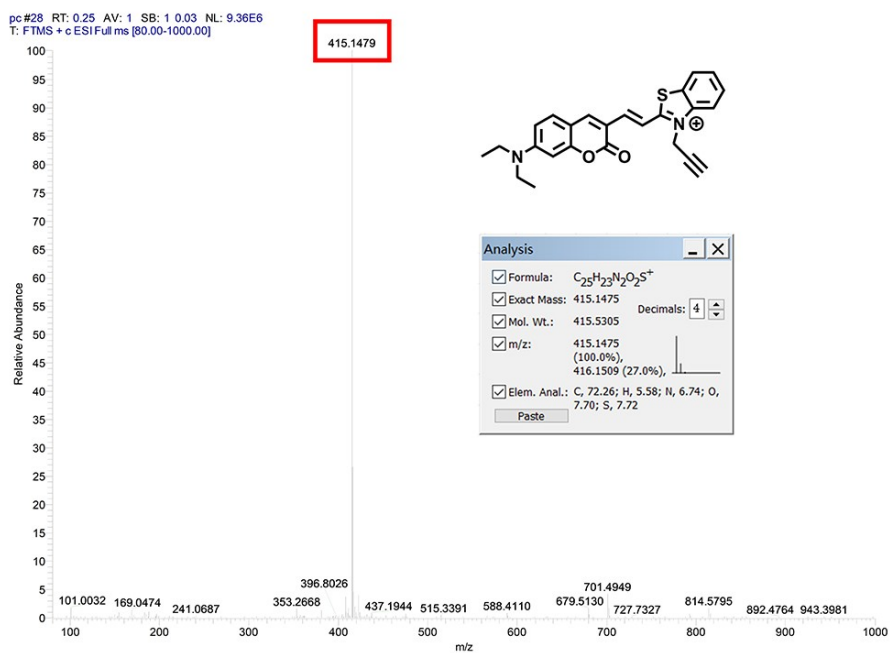 pc #28 RT: 0.25 AV: 1 SB: 1 0.03 NL: 9.36E6
T: FTMS + c ESI Full ms [80.00-1000.00]
415.1479
100
95
90
85
80
75
70
65
60
55
50
45
40
35
30
25
20
15
10
5
0
Relative Abundance
S
N
⊕
N
O
O
Analysis
Formula: C25H23N2O2S+
Exact Mass: 415.1475
Decimals: 4
Mol. Wt.: 415.5305
m/z: 415.1475
(100.0%),
416.1509 (27.0%),
Elem. Anal.: C, 72.26; H, 5.58; N, 6.74; O,
7.70; S, 7.72
Paste
101.0032
169.0474
241.0687
353.2668
396.8026
437.1944
515.3391
588.4110
679.5130
701.4949
727.7327
814.5795
892.4764
943.3981
100
200
300
400
500
600
700
800
900
1000
m/z